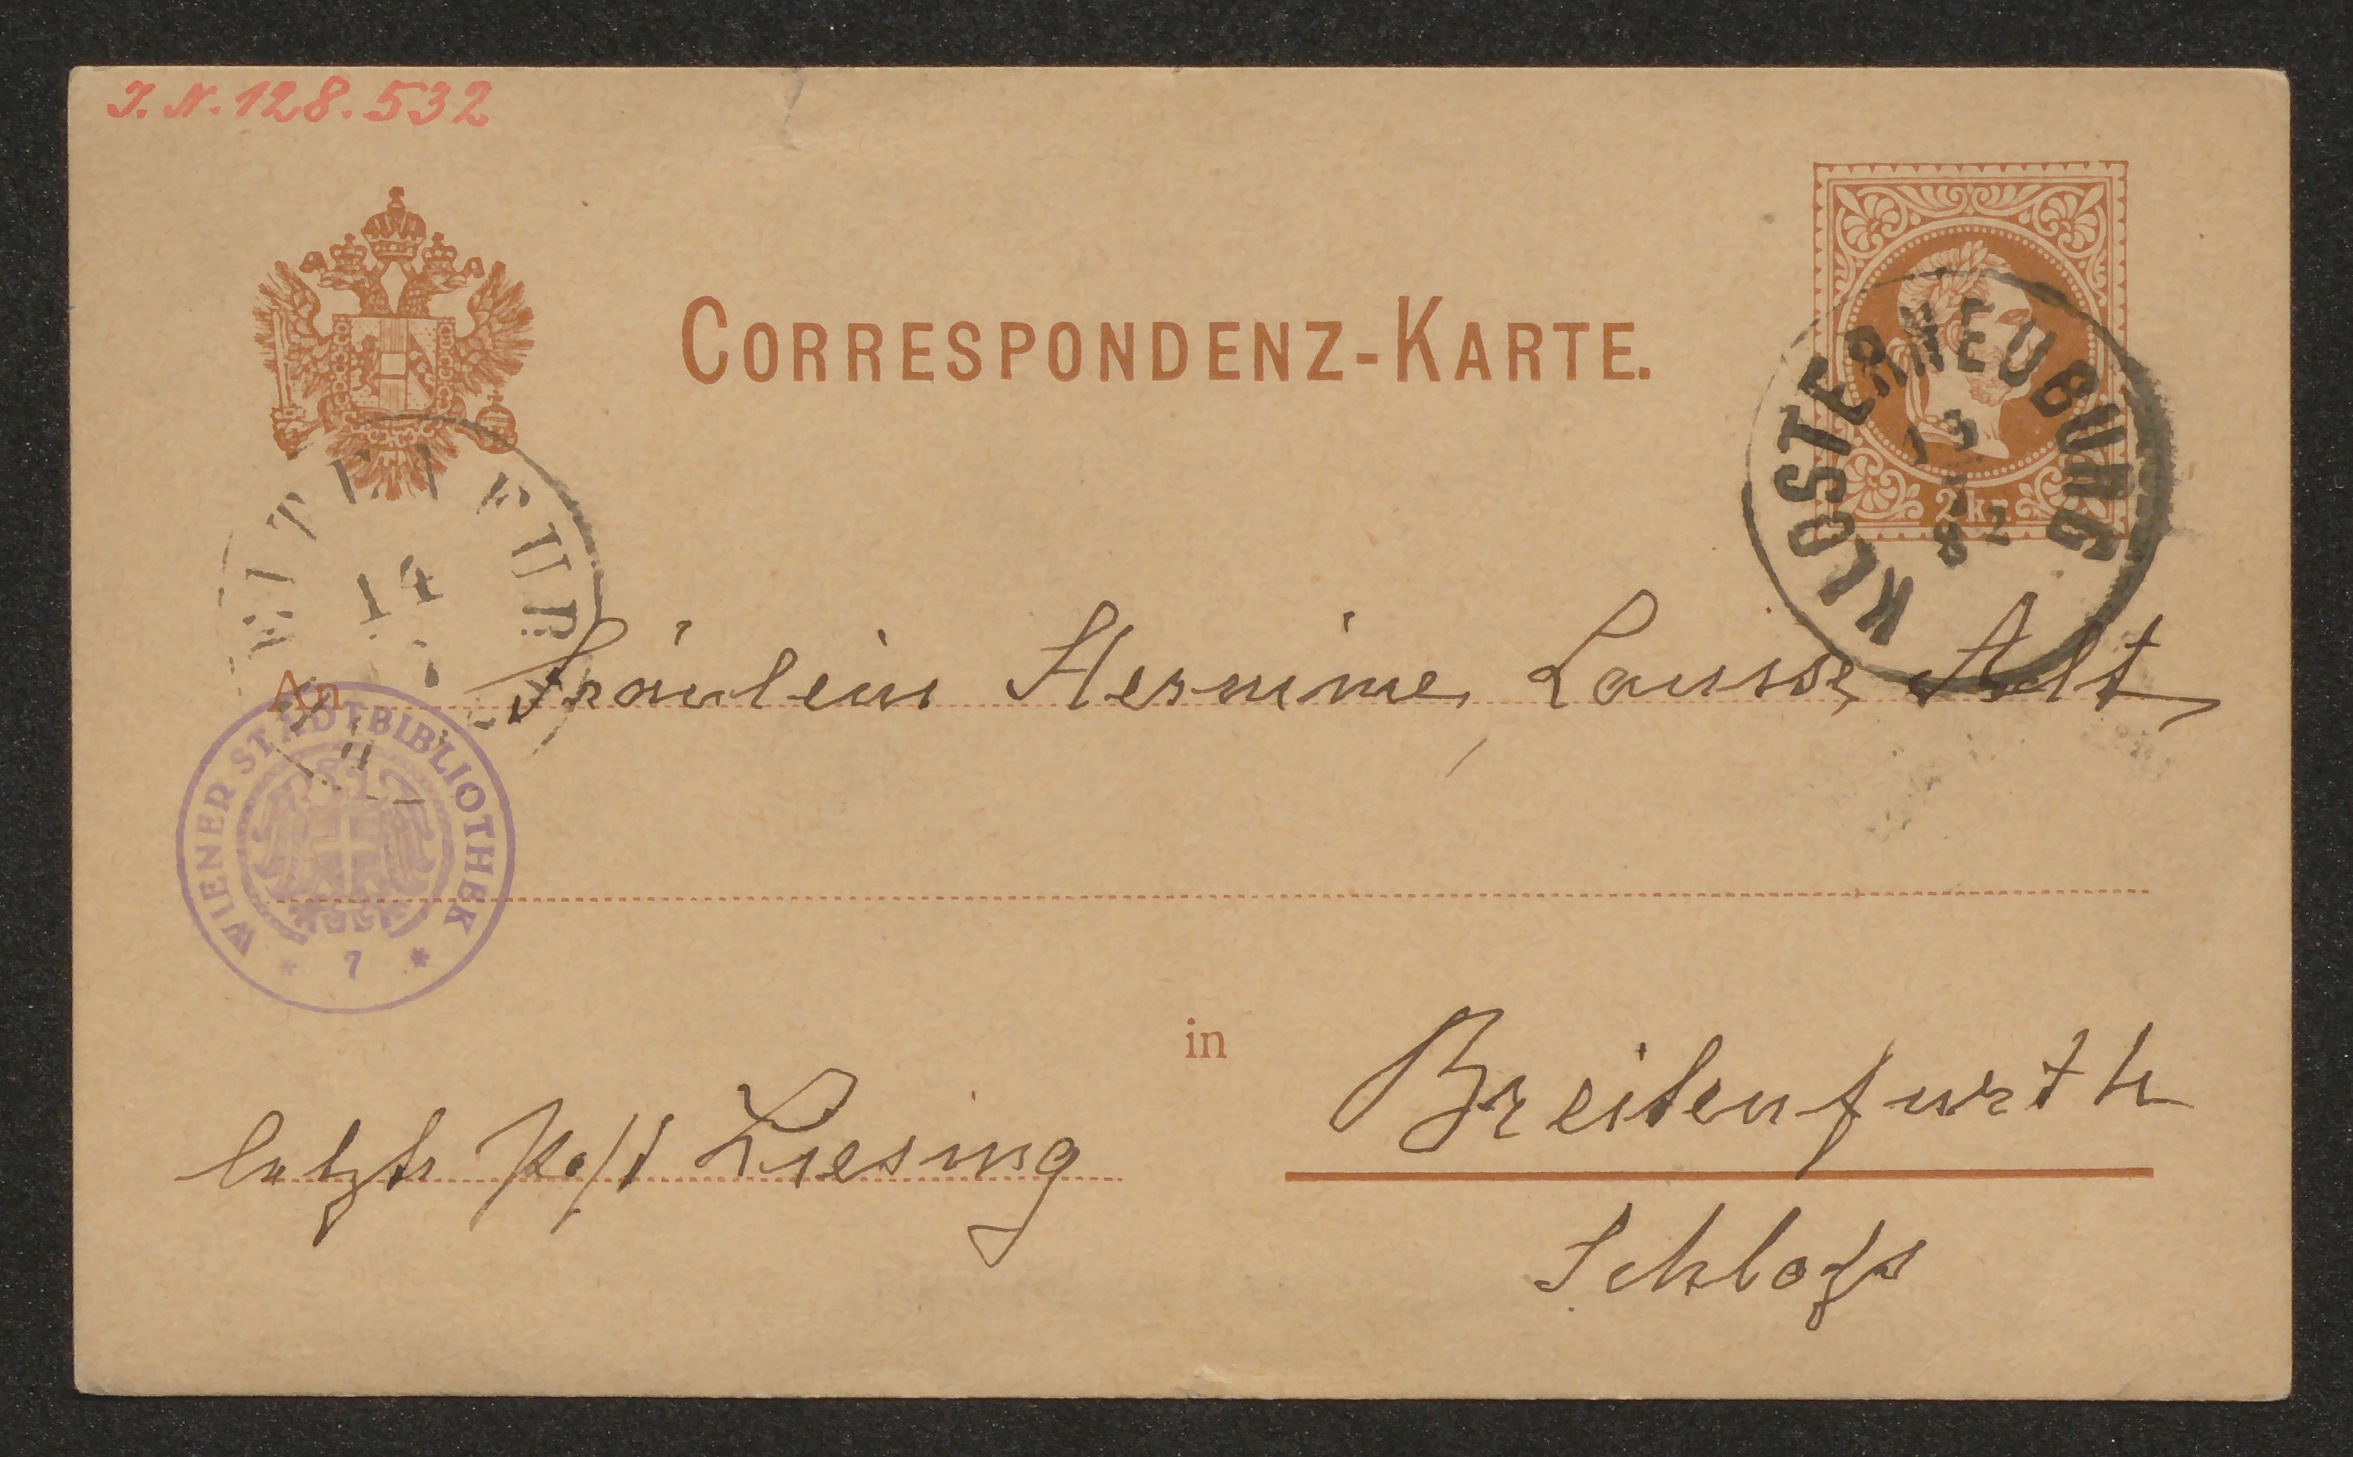 I. N. 128.532
CORRESPONDENZ-KARTE.
2 kr.
KLOSTERNEUBURG
13
82
14
An Fräulein Hermine, Louise Alt,
WIENER STADTBIBLIOTHEK
* 7 *
in Breitenfurth
letzte Post Liesing
Schloss